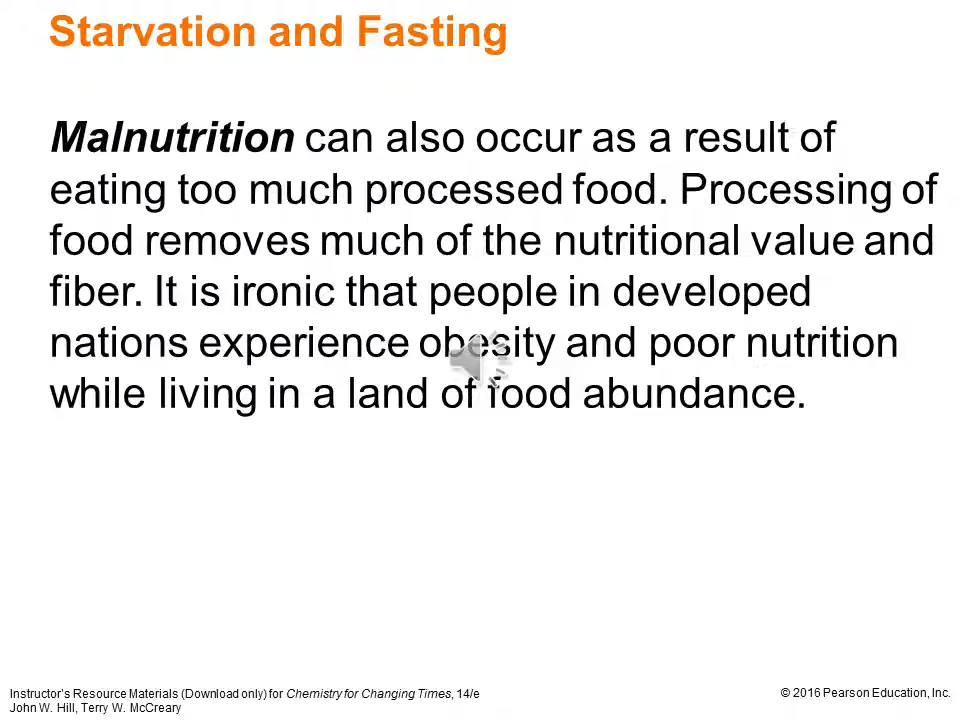 Starvation and Fasting
Malnutrition can also occur as a result of
eating too much processed food. Processing of
food removes much of the nutritional value and
fiber. It is ironic that people in developed
nations experience obesity and poor nutrition
while living in a land of food abundance.
Instructor's Resource Materials (Download only) for Chemistry for Changing Times, 14/e
John W. Hill, Terry W. McCreary
© 2016 Pearson Education, Inc.